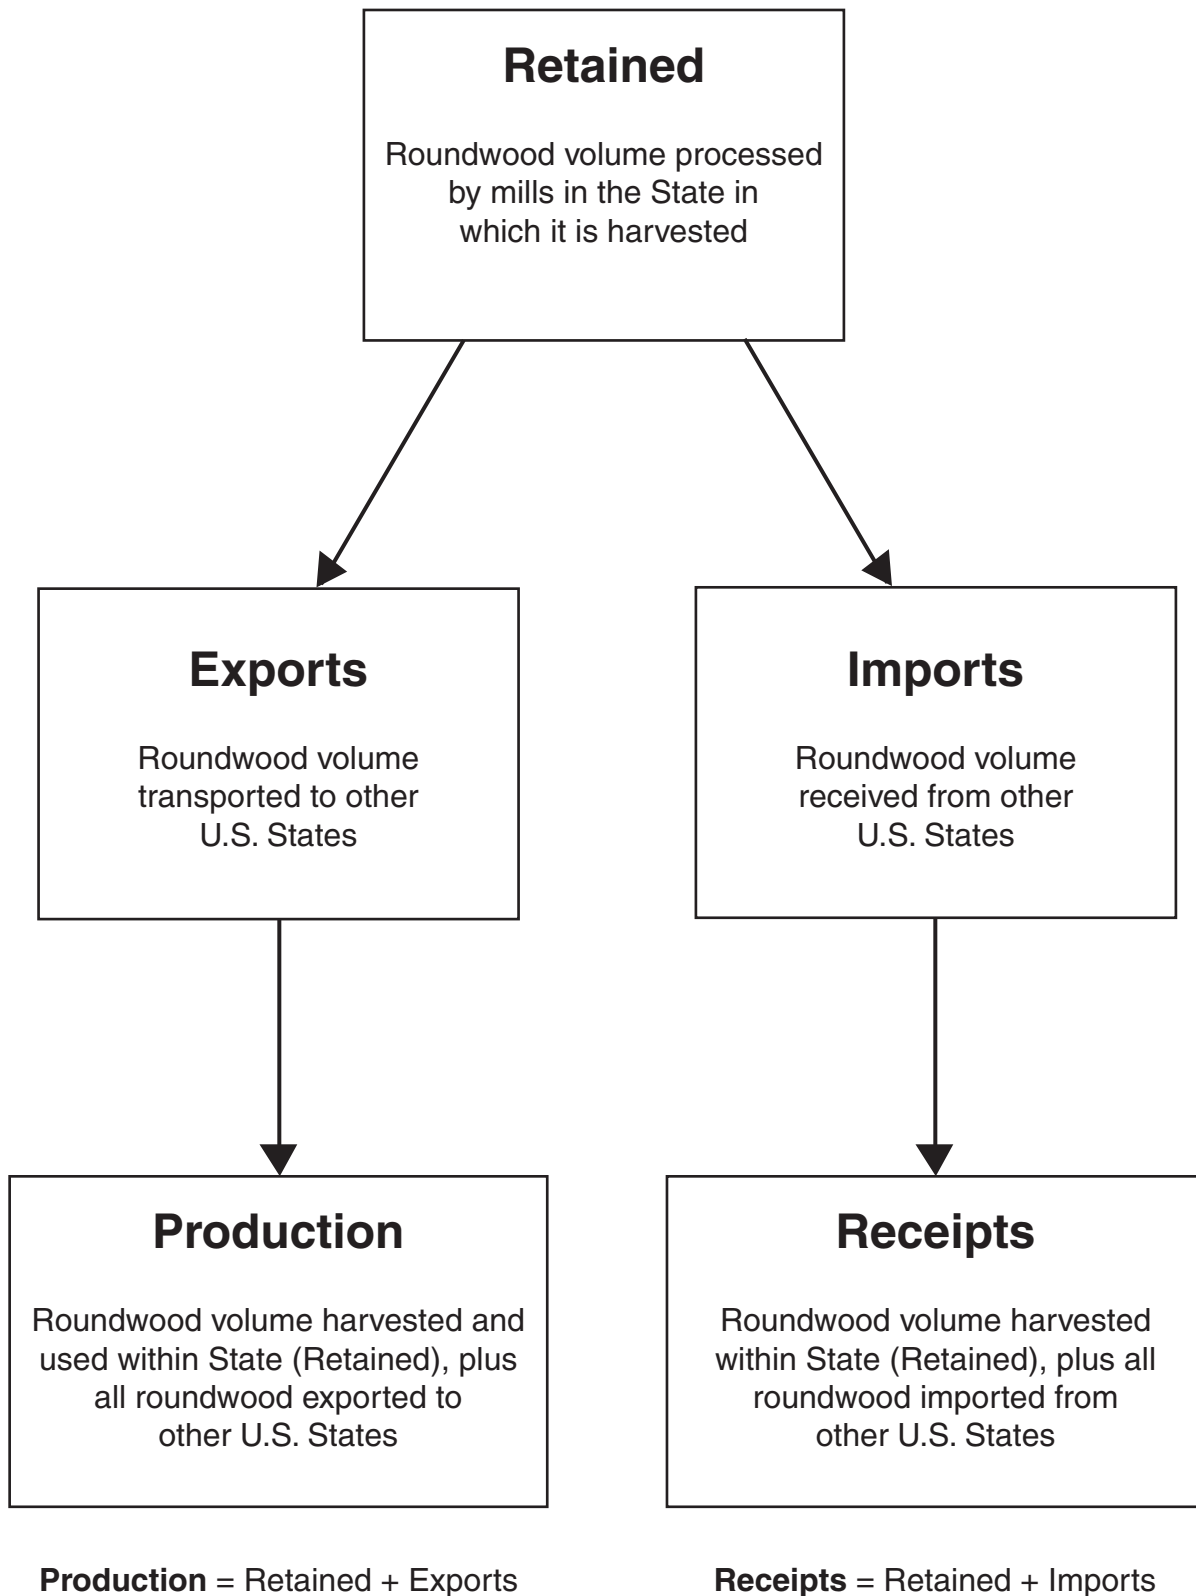 Retained
Roundwood volume processed
by mills in the State in
which it is harvested
Exports
Roundwood volume
transported to other
U.S. States
Imports
Roundwood volume
received from other
U.S. States
Production
Roundwood volume harvested and
used within State (Retained), plus
all roundwood exported to
other U.S. States
Receipts
Roundwood volume harvested
within State (Retained), plus all
roundwood imported from
other U.S. States
Production = Retained + Exports
Receipts = Retained + Imports